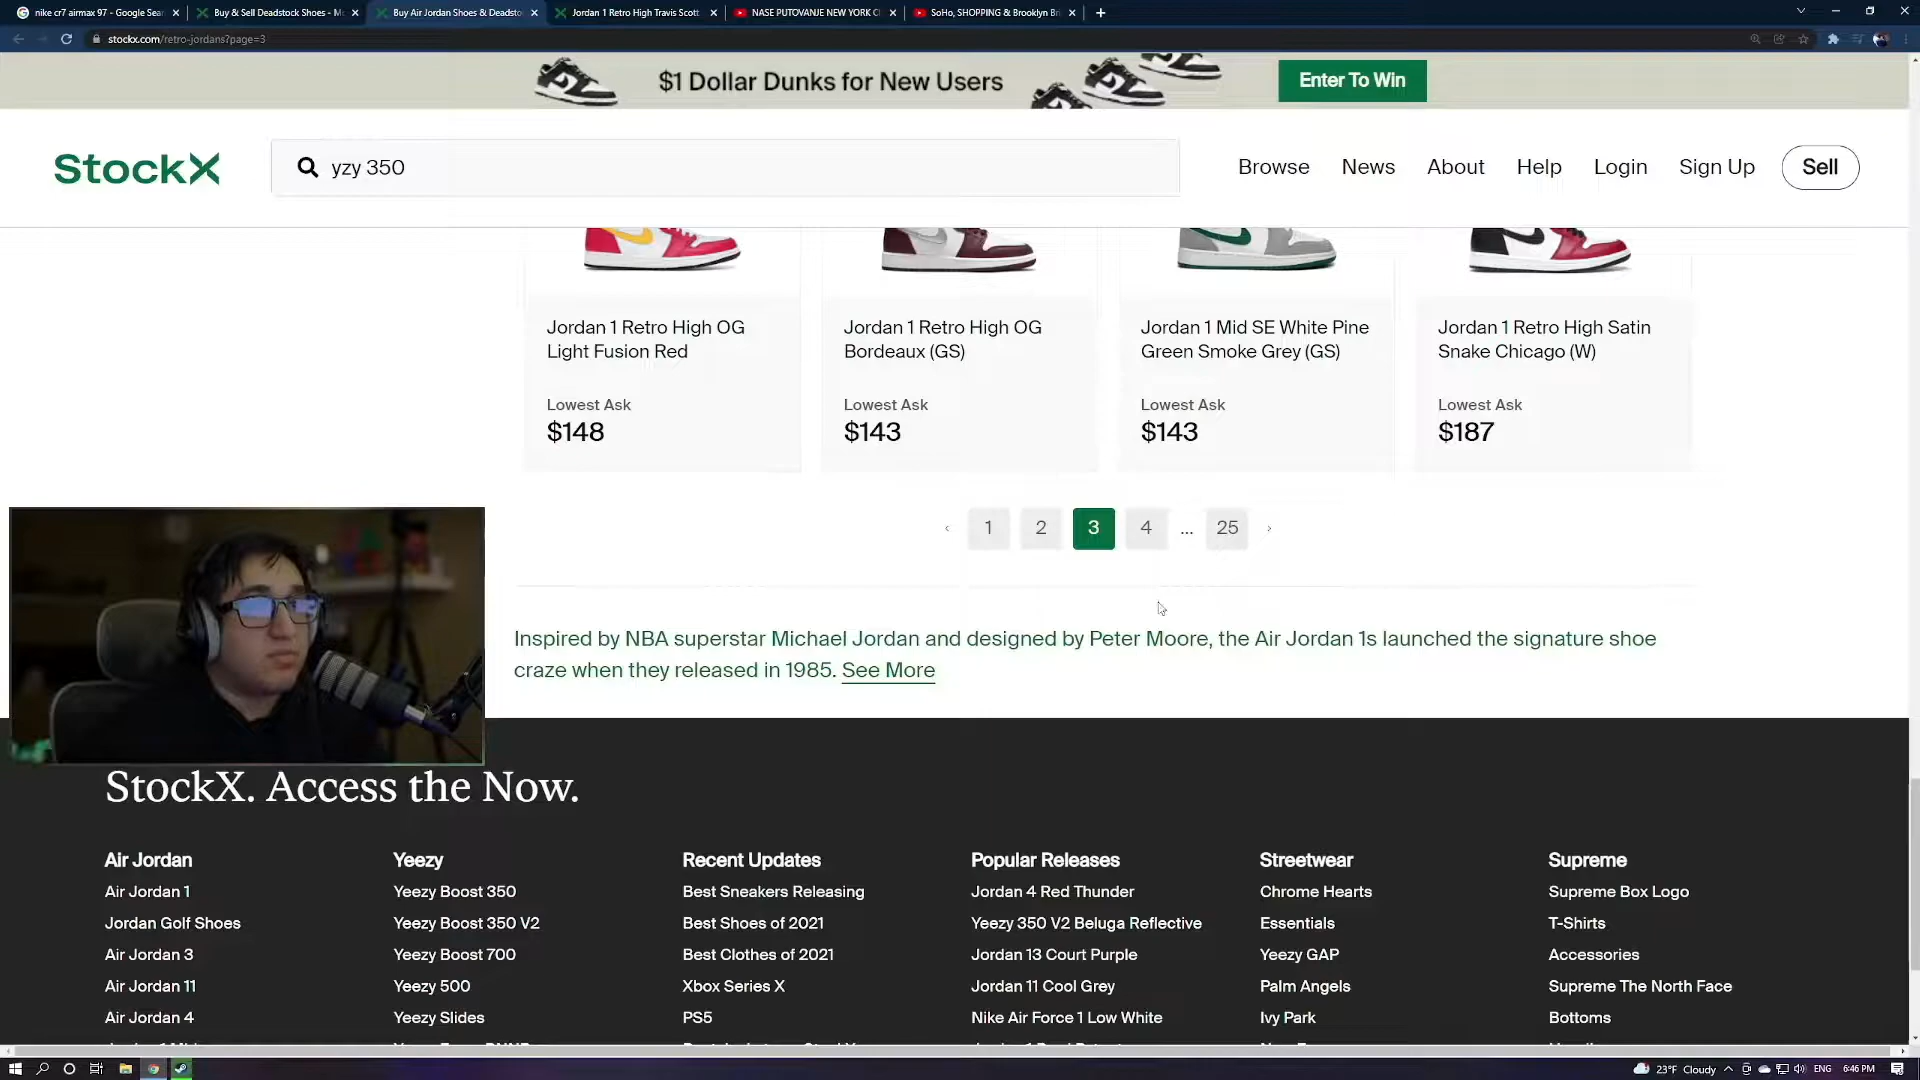 nike cr7 airmax 97 - Google Sear
Buy & Sell Deadstock Shoes - M
Buy Air Jordan Shoes & Deadsto
Jordan 1 Retro High Travis Scott
NASE PUTOVANJE NEW YORK C
SoHo, SHOPPING & Brooklyn Br
stockx.com/retro-jordans?page=3
$1 Dollar Dunks for New Users
Enter To Win
StockX
yzy 350
Browse
News
About
Help
Login
Sign Up
Sell
Jordan 1 Retro High OG
Light Fusion Red
Lowest Ask
$148
Jordan 1 Retro High OG
Bordeaux (GS)
Lowest Ask
$143
Jordan 1 Mid SE White Pine
Green Smoke Grey (GS)
Lowest Ask
$143
Jordan 1 Retro High Satin
Snake Chicago (W)
Lowest Ask
$187
‹ 1 2 3 4 ... 25 ›
Inspired by NBA superstar Michael Jordan and designed by Peter Moore, the Air Jordan 1s launched the signature shoe
craze when they released in 1985. See More
StockX. Access the Now.
Air Jordan
Air Jordan 1
Jordan Golf Shoes
Air Jordan 3
Air Jordan 11
Air Jordan 4
Yeezy
Yeezy Boost 350
Yeezy Boost 350 V2
Yeezy Boost 700
Yeezy 500
Yeezy Slides
Recent Updates
Best Sneakers Releasing
Best Shoes of 2021
Best Clothes of 2021
Xbox Series X
PS5
Popular Releases
Jordan 4 Red Thunder
Yeezy 350 V2 Beluga Reflective
Jordan 13 Court Purple
Jordan 11 Cool Grey
Nike Air Force 1 Low White
Streetwear
Chrome Hearts
Essentials
Yeezy GAP
Palm Angels
Ivy Park
Supreme
Supreme Box Logo
T-Shirts
Accessories
Supreme The North Face
Bottoms
23°F Cloudy
ENG
6:46 PM